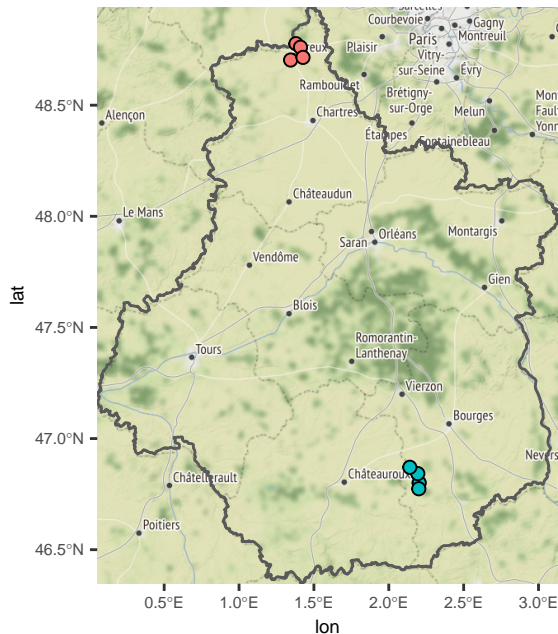 Sarcelles
Courbevoie
Gagny
Paris
Montreuil
Plaisir
Vitry-
sur-Seine
Évry
Rambouillet
Brétigny-
sur-Orge
Melun
Alençon
Chartres
Étampes
Fontainebleau
Châteaudun
Le Mans
Orléans
Montargis
Saran
Vendôme
Gien
Blois
Romorantin-
Lanthenay
Tours
Vierzon
Bourges
Nevers
Châteauroux
Châtellerault
Poitiers
48.5°N
48.0°N
47.5°N
47.0°N
46.5°N
lat
0.5°E
1.0°E
1.5°E
2.0°E
2.5°E
3.0°E
lon